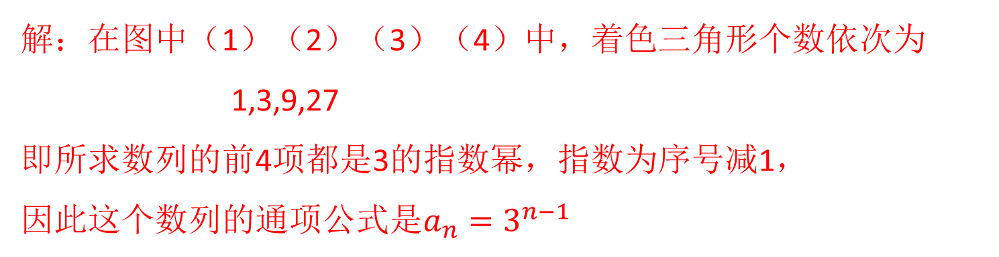 解：在图中（1）（2）（3）（4）中，着色三角形个数依次为
1,3,9,27
即所求数列的前4项都是3的指数幂，指数为序号减1，
因此这个数列的通项公式是aₙ = 3ⁿ⁻¹